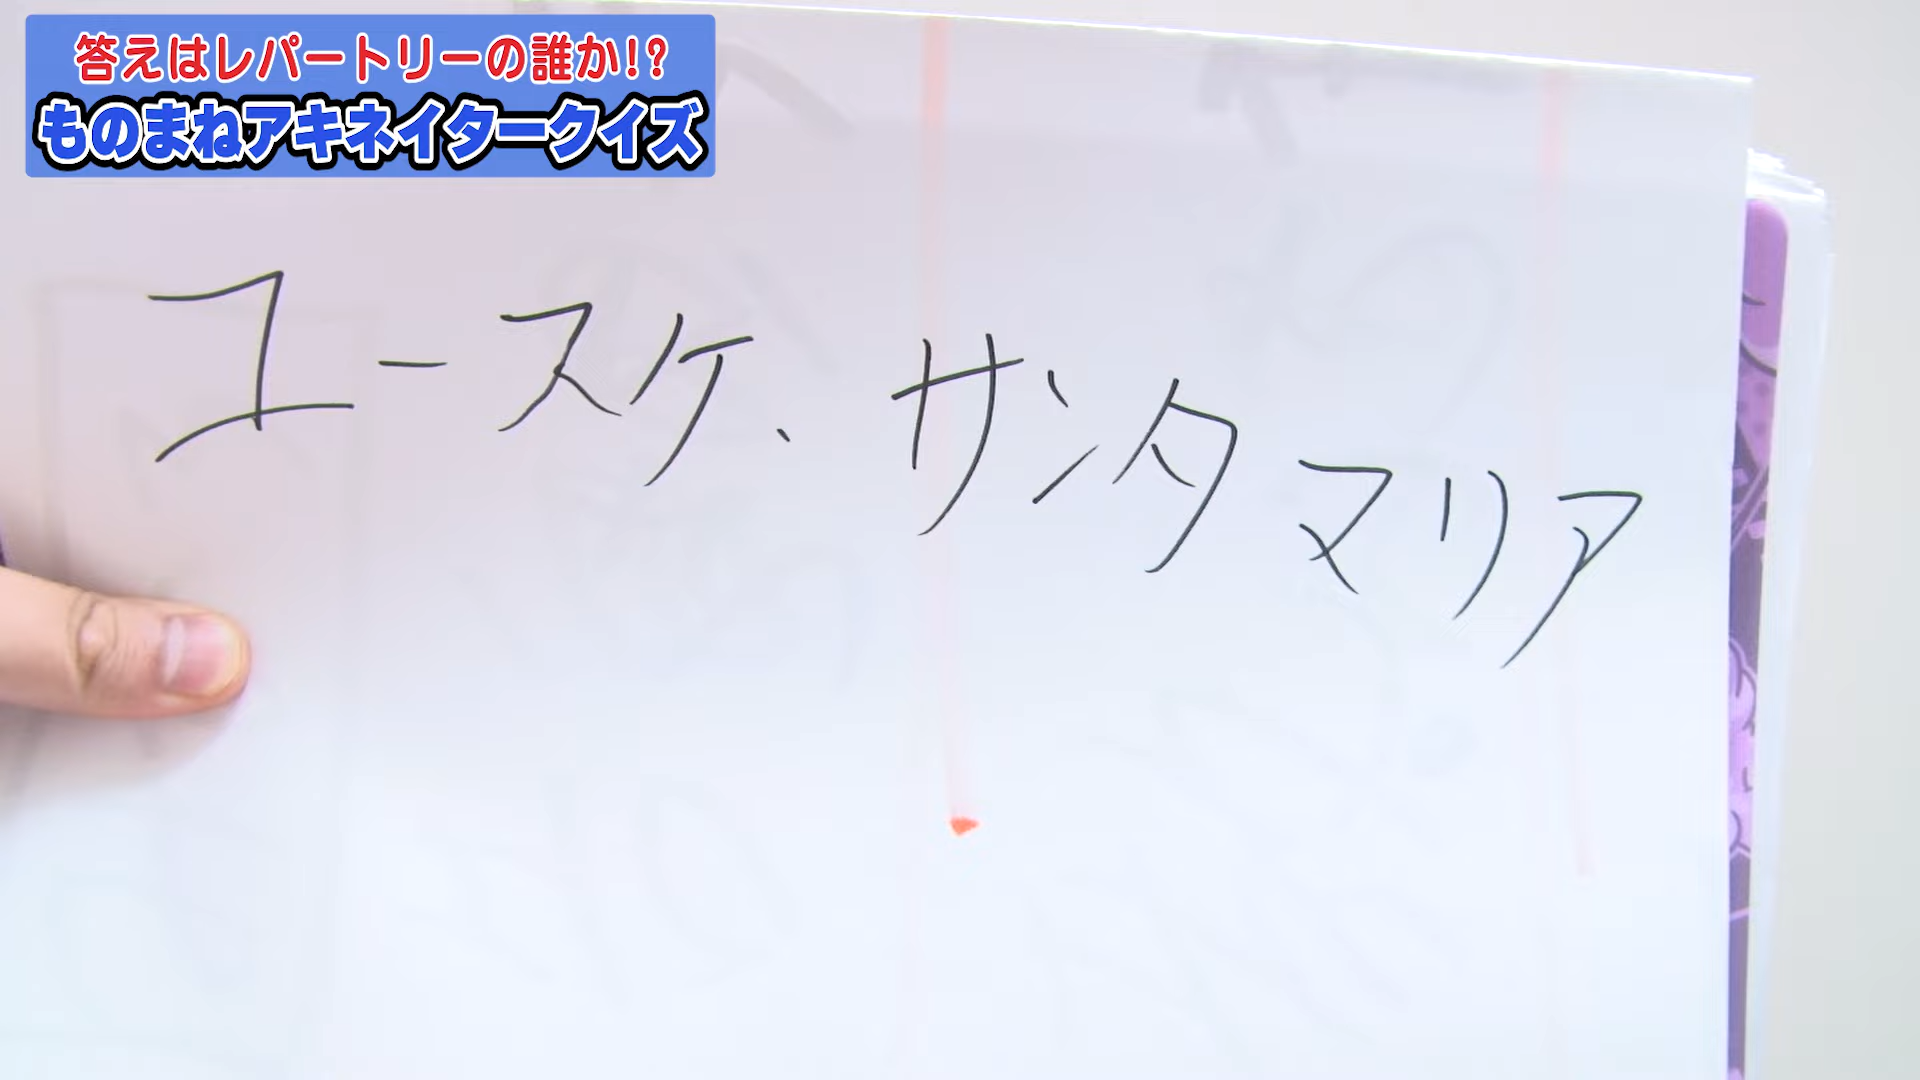 答えはレパートリーの誰か!?
ものまねアキネイタークイズ
ユースケ、サンタマリア